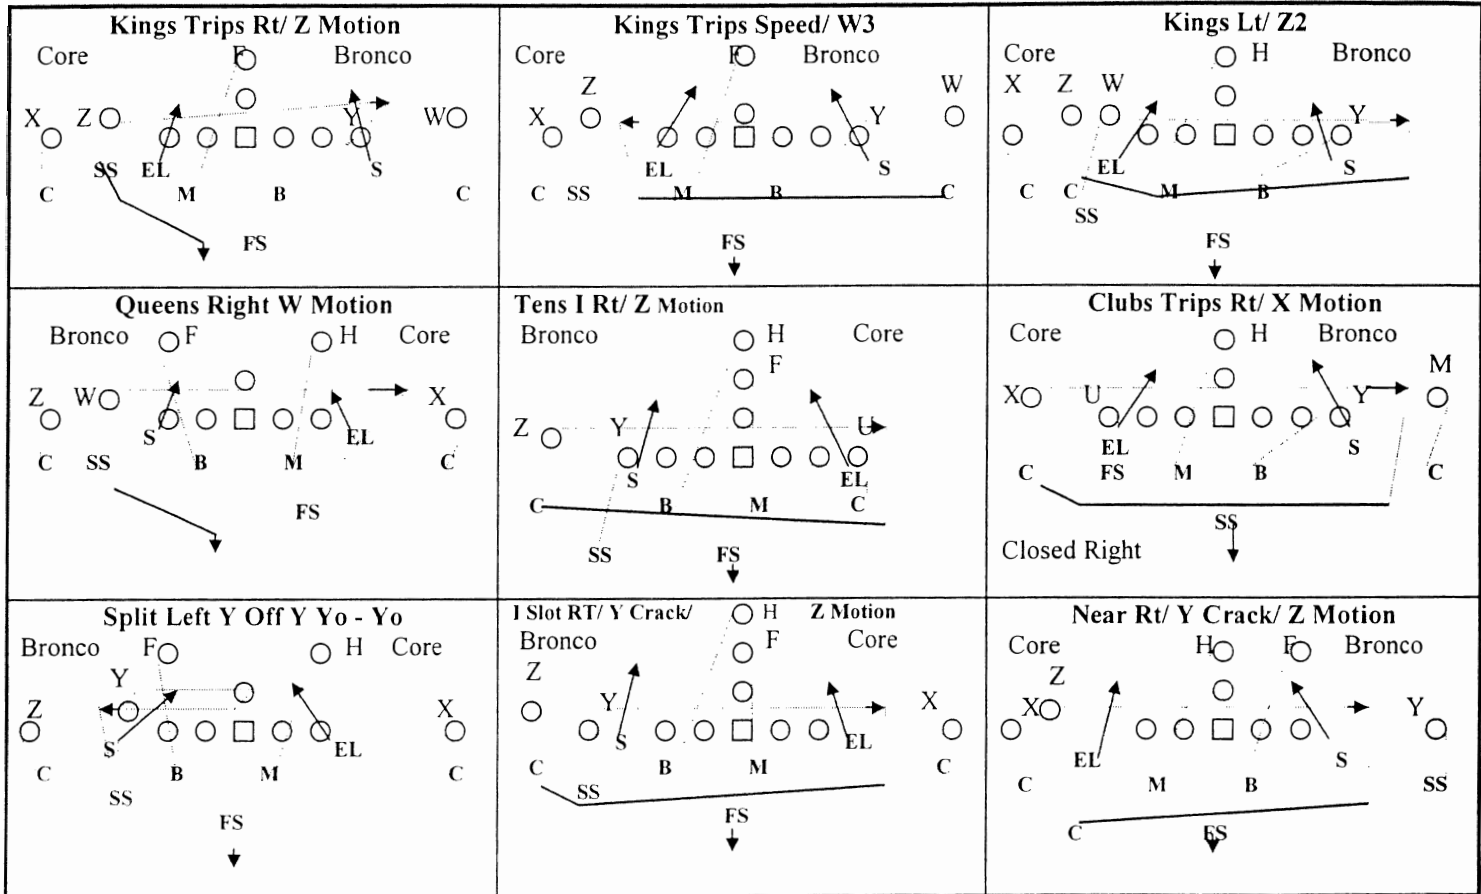 Kings Trips Rt/ Z Motion
Core F Bronco
X Z Y W
SS EL S
C M B C
FS
Kings Trips Speed/ W3
Core F Bronco
Z W
X Y
EL S
C SS M B C
FS
Kings Lt/ Z2
Core H Bronco
X Z W
Y
EL S
C C M B
SS
FS
Queens Right W Motion
Bronco F H Core
Z W X
S EL
C SS B M C
FS
Tens I Rt/ Z Motion
Bronco H Core
F
Z Y U
S EL
C B M C
SS FS
Clubs Trips Rt/ X Motion
Core H Bronco
M
X U Y
EL S
C FS M B C
SS
Closed Right
Split Left Y Off Y Yo - Yo
Bronco F H Core
Y
Z X
S EL
C B M C
SS
FS
I Slot RT/ Y Crack/ H Z Motion
Bronco F Core
Z
Y X
S EL
C B M C
SS
FS
Near Rt/ Y Crack/ Z Motion
Core H F Bronco
Z
X Y
EL S
C M B SS
C FS